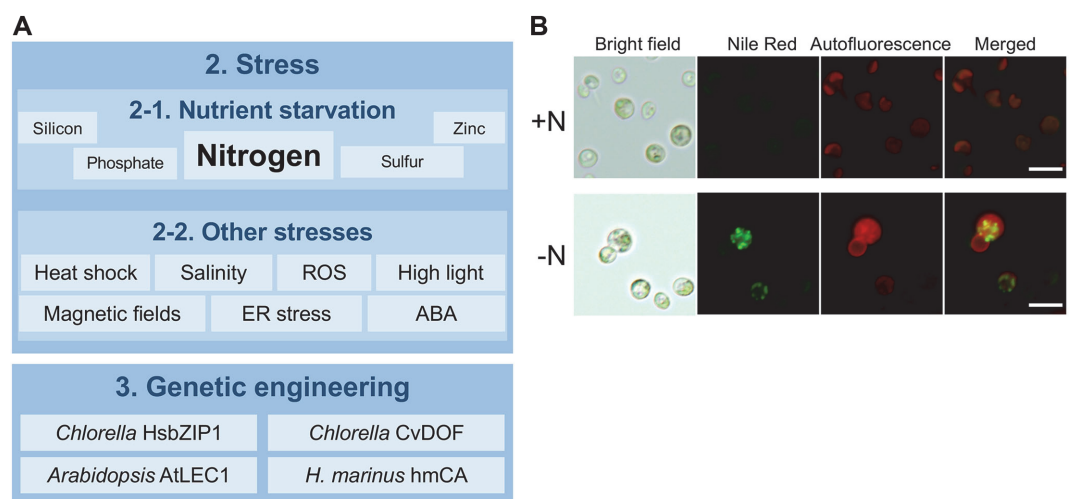 A
2. Stress
2-1. Nutrient starvation
Silicon
Zinc
Phosphate
Nitrogen
Sulfur
2-2. Other stresses
Heat shock
Salinity
ROS
High light
Magnetic fields
ER stress
ABA
3. Genetic engineering
Chlorella HsbZIP1
Chlorella CvDOF
Arabidopsis AtLEC1
H. marinus hmCA
B
Bright field
Nile Red
Autofluorescence
Merged
+N
-N